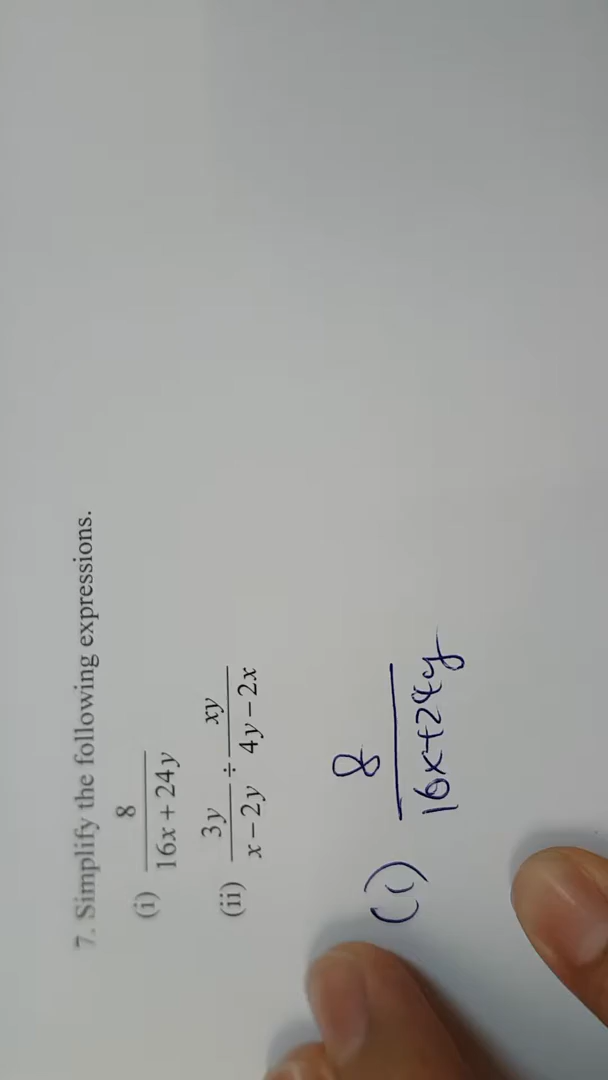 7. Simplify the following expressions.
(i) 8/(16x + 24y)
(ii) 3y/(x − 2y) ÷ xy/(4y − 2x)
(i) 8/(16x+24y)